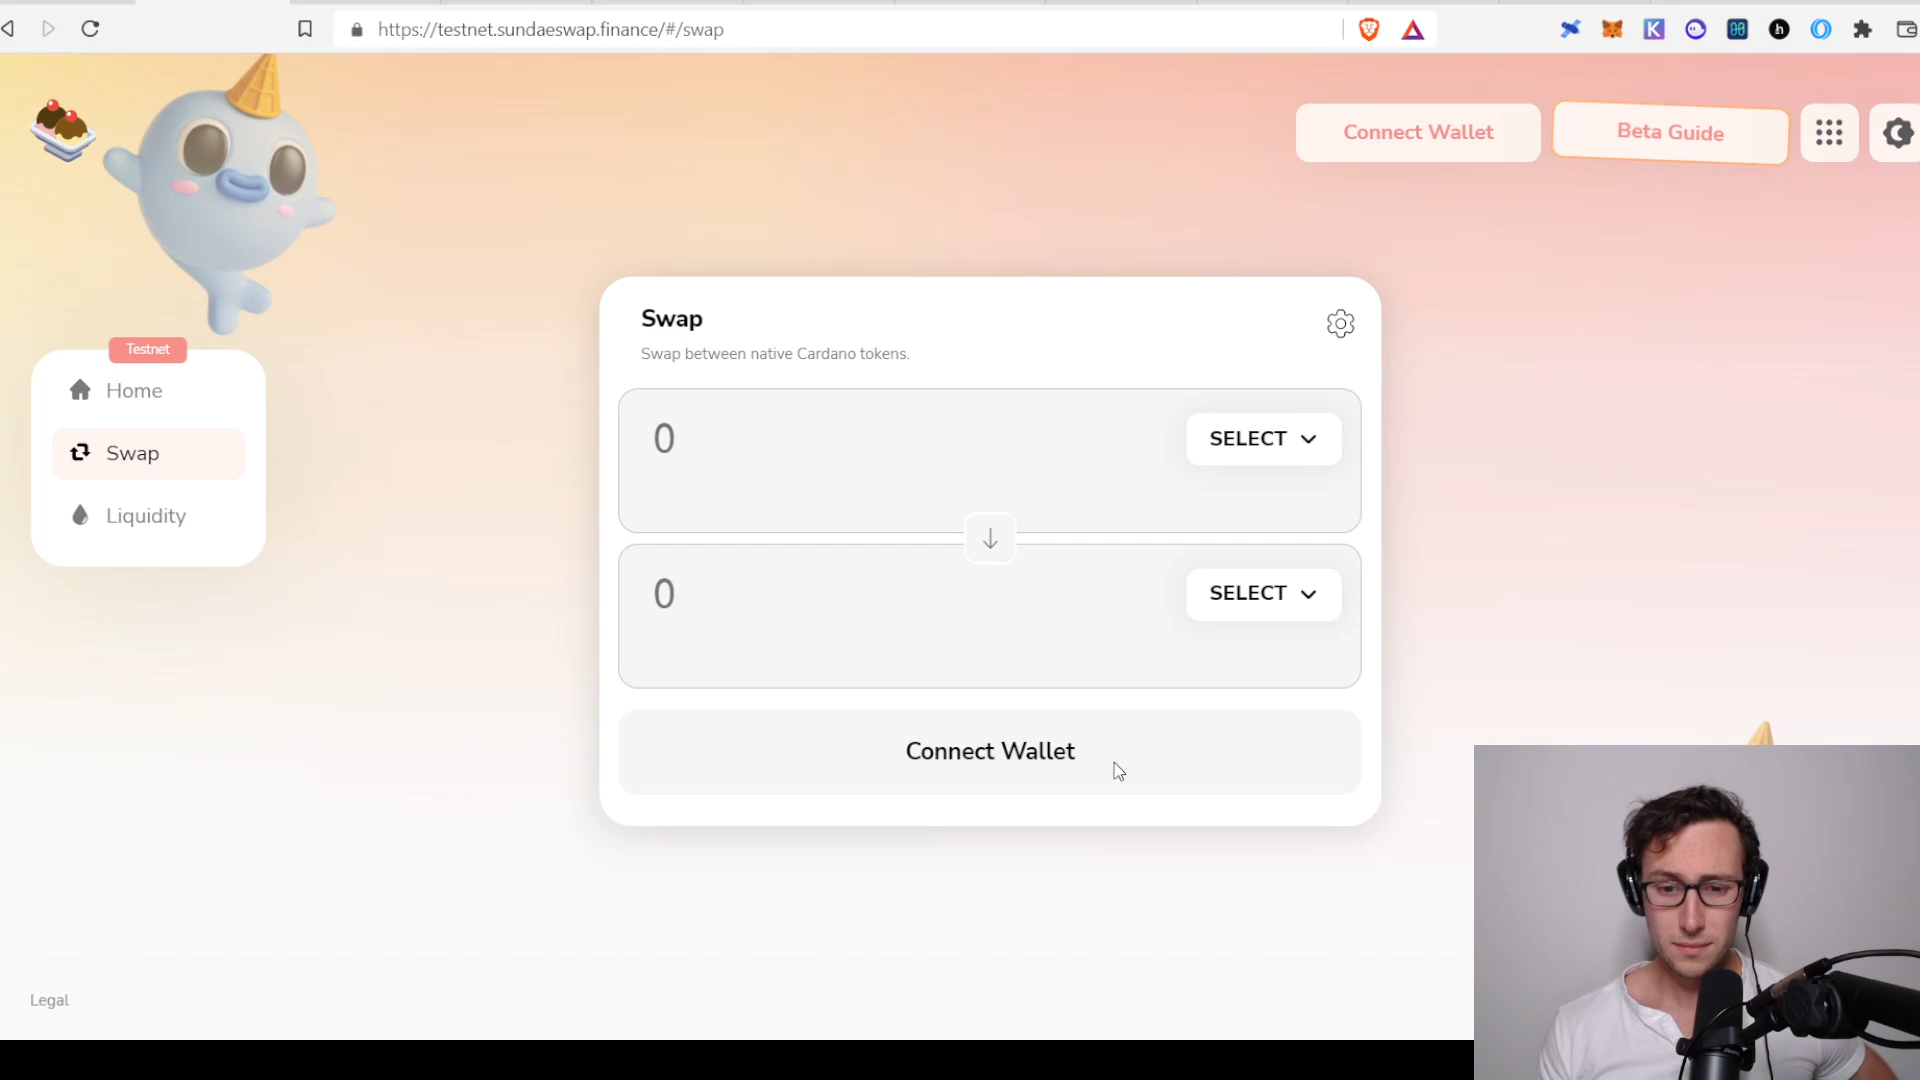 https://testnet.sundaeswap.finance/#/swap
Connect Wallet
Beta Guide
Testnet
Home
Swap
Liquidity
Swap
Swap between native Cardano tokens.
0
SELECT
0
SELECT
Connect Wallet
Legal